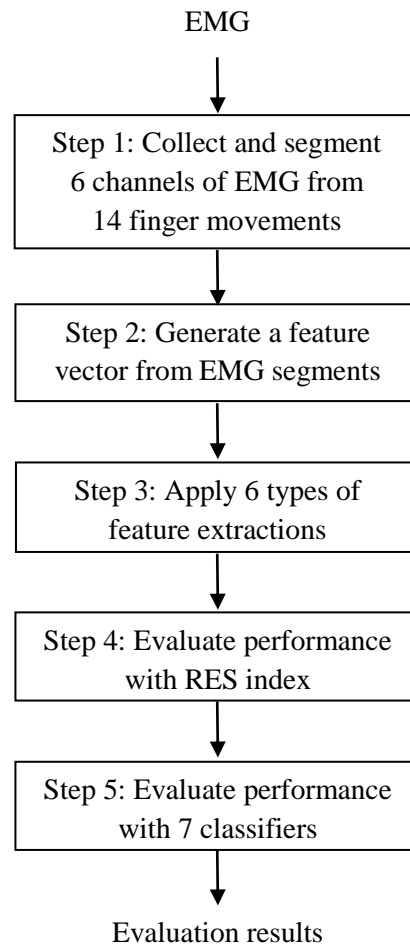 EMG
Step 1: Collect and segment
6 channels of EMG from
14 finger movements
Step 2: Generate a feature
vector from EMG segments
Step 3: Apply 6 types of
feature extractions
Step 4: Evaluate performance
with RES index
Step 5: Evaluate performance
with 7 classifiers
Evaluation results